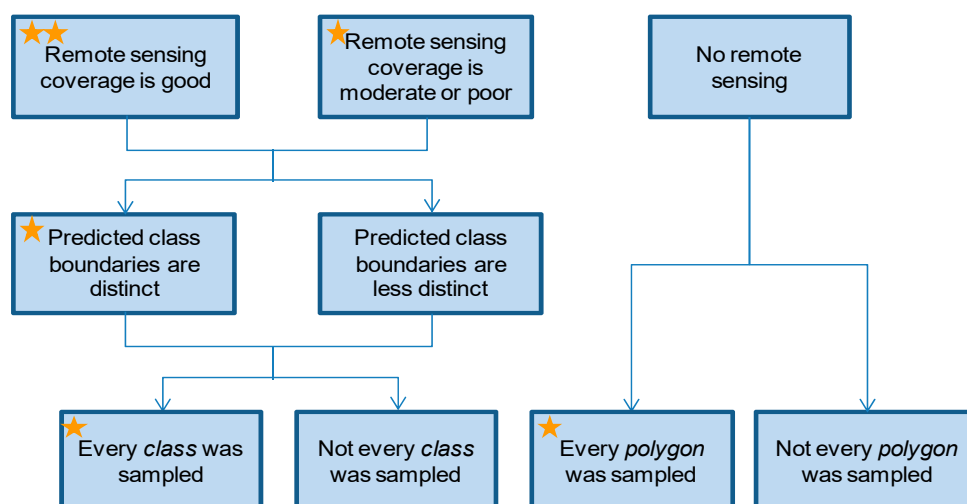 Remote sensing
coverage is good
Remote sensing
coverage is
moderate or poor
No remote
sensing
Predicted class
boundaries are
distinct
Predicted class
boundaries are
less distinct
Every class was
sampled
Not every class
was sampled
Every polygon
was sampled
Not every polygon
was sampled